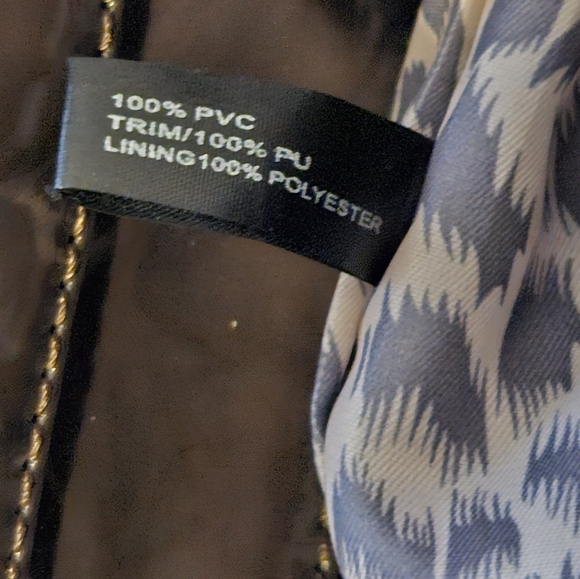 100% PVC
TRIM/100% PU
LINING100% POLYESTER